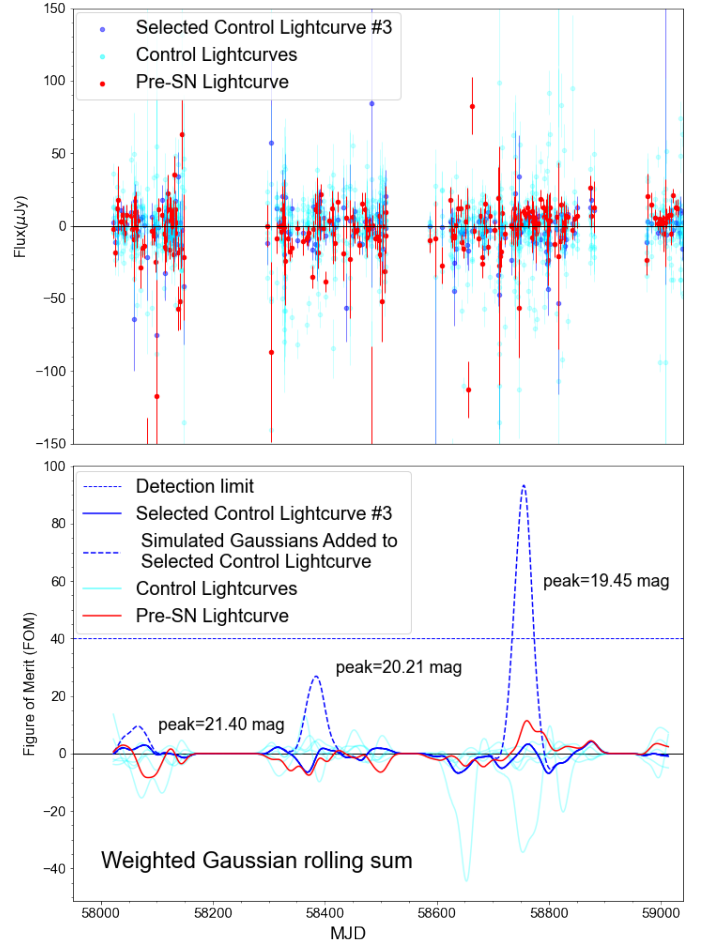 150
100
50
0
−50
−100
−150
Flux(μJy)
Selected Control Lightcurve #3
Control Lightcurves
Pre-SN Lightcurve
100
80
60
40
20
0
−20
−40
Figure of Merit (FOM)
Detection limit
Selected Control Lightcurve #3
Simulated Gaussians Added to
Selected Control Lightcurve
Control Lightcurves
Pre-SN Lightcurve
peak=19.45 mag
peak=20.21 mag
peak=21.40 mag
Weighted Gaussian rolling sum
58000 58200 58400 58600 58800 59000
MJD